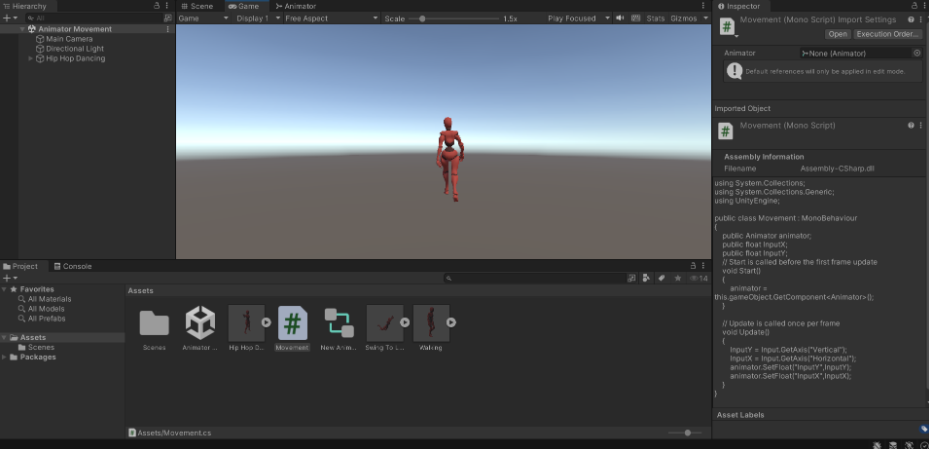 Hierarchy
All
Animator Movement
Main Camera
Directional Light
Hip Hop Dancing
Scene
Game
Animator
Game
Display 1
Free Aspect
Scale
1.5x
Play Focused
Stats
Gizmos
Project
Console
14
Favorites
All Materials
All Models
All Prefabs
Assets
Scenes
Packages
Assets
Scenes
Animator ...
Hip Hop D...
Movement
New Anim...
Swing To L...
Walking
Assets/Movement.cs
Inspector
Movement (Mono Script) Import Settings
Open
Execution Order...
Animator
None (Animator)
Default references will only be applied in edit mode.
Imported Object
Movement (Mono Script)
Assembly Information
Filename
Assembly-CSharp.dll
using System.Collections;
using System.Collections.Generic;
using UnityEngine;
public class Movement : MonoBehaviour
{
public Animator animator;
public float InputX;
public float InputY;
// Start is called before the first frame update
void Start()
{
animator =
this.gameObject.GetComponent<Animator>();
}
// Update is called once per frame
void Update()
{
InputY = Input.GetAxis("Vertical");
InputX = Input.GetAxis("Horizontal");
animator.SetFloat("InputY",InputY);
animator.SetFloat("InputX",InputX);
}
}
Asset Labels